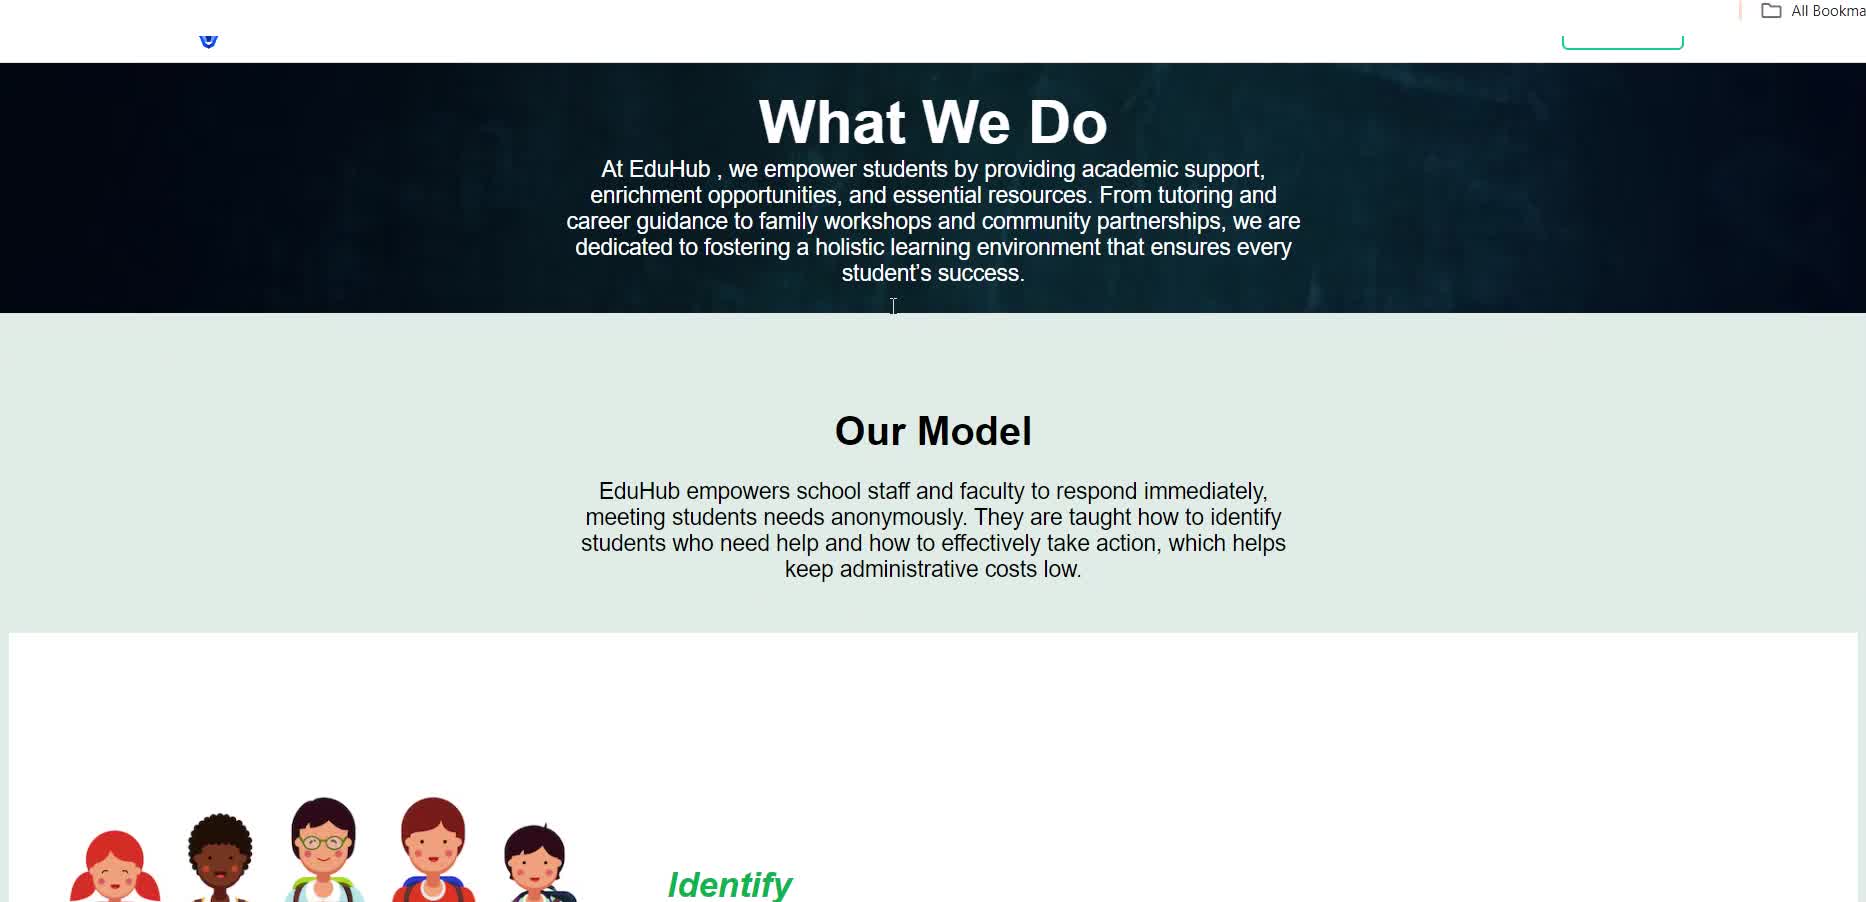 All Bookma
What We Do
At EduHub , we empower students by providing academic support,
enrichment opportunities, and essential resources. From tutoring and
career guidance to family workshops and community partnerships, we are
dedicated to fostering a holistic learning environment that ensures every
student’s success.
Our Model
EduHub empowers school staff and faculty to respond immediately,
meeting students needs anonymously. They are taught how to identify
students who need help and how to effectively take action, which helps
keep administrative costs low.
Identify